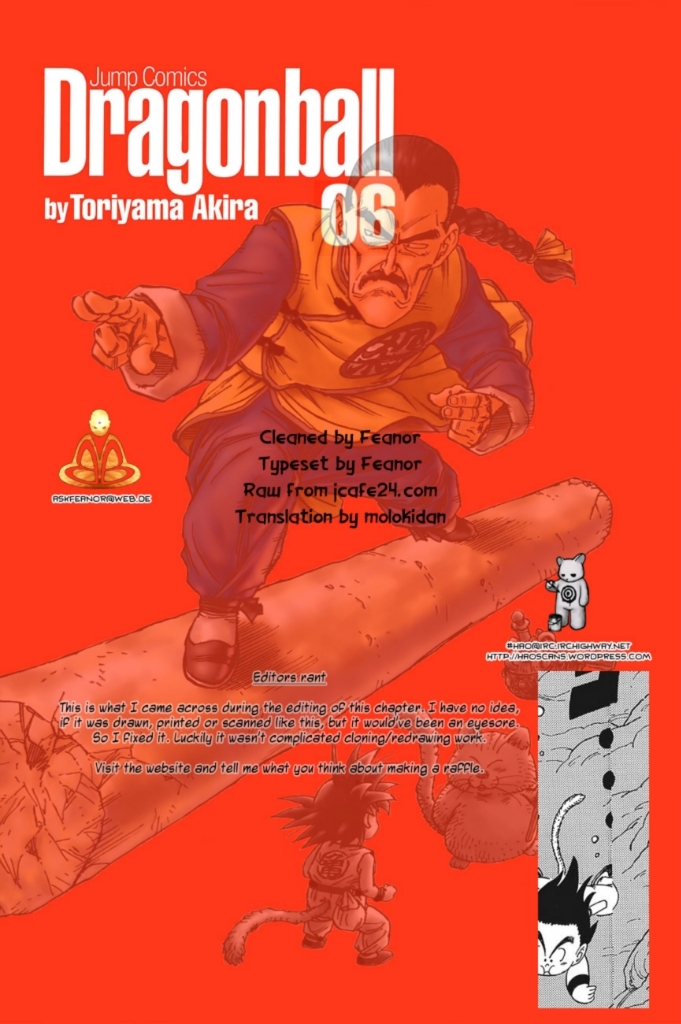 Jump Comics
Dragonball
by Toriyama Akira
06
Cleaned by Feanor
Typeset by Feanor
Raw from jcafe24.com
Translation by molokidan
ASKFEANOR@WEB.DE
#HAO@IRC.IRCHIGHWAY.NET
HTTP://HAOSCANS.WORDPRESS.COM
Editors rant
This is what I came across during the editing of this chapter. I have no idea,
if it was drawn, printed or scanned like this, but it would've been an eyesore.
So I fixed it. Luckily it wasn't complicated cloning/redrawing work.
Visit the website and tell me what you think about making a raffle.